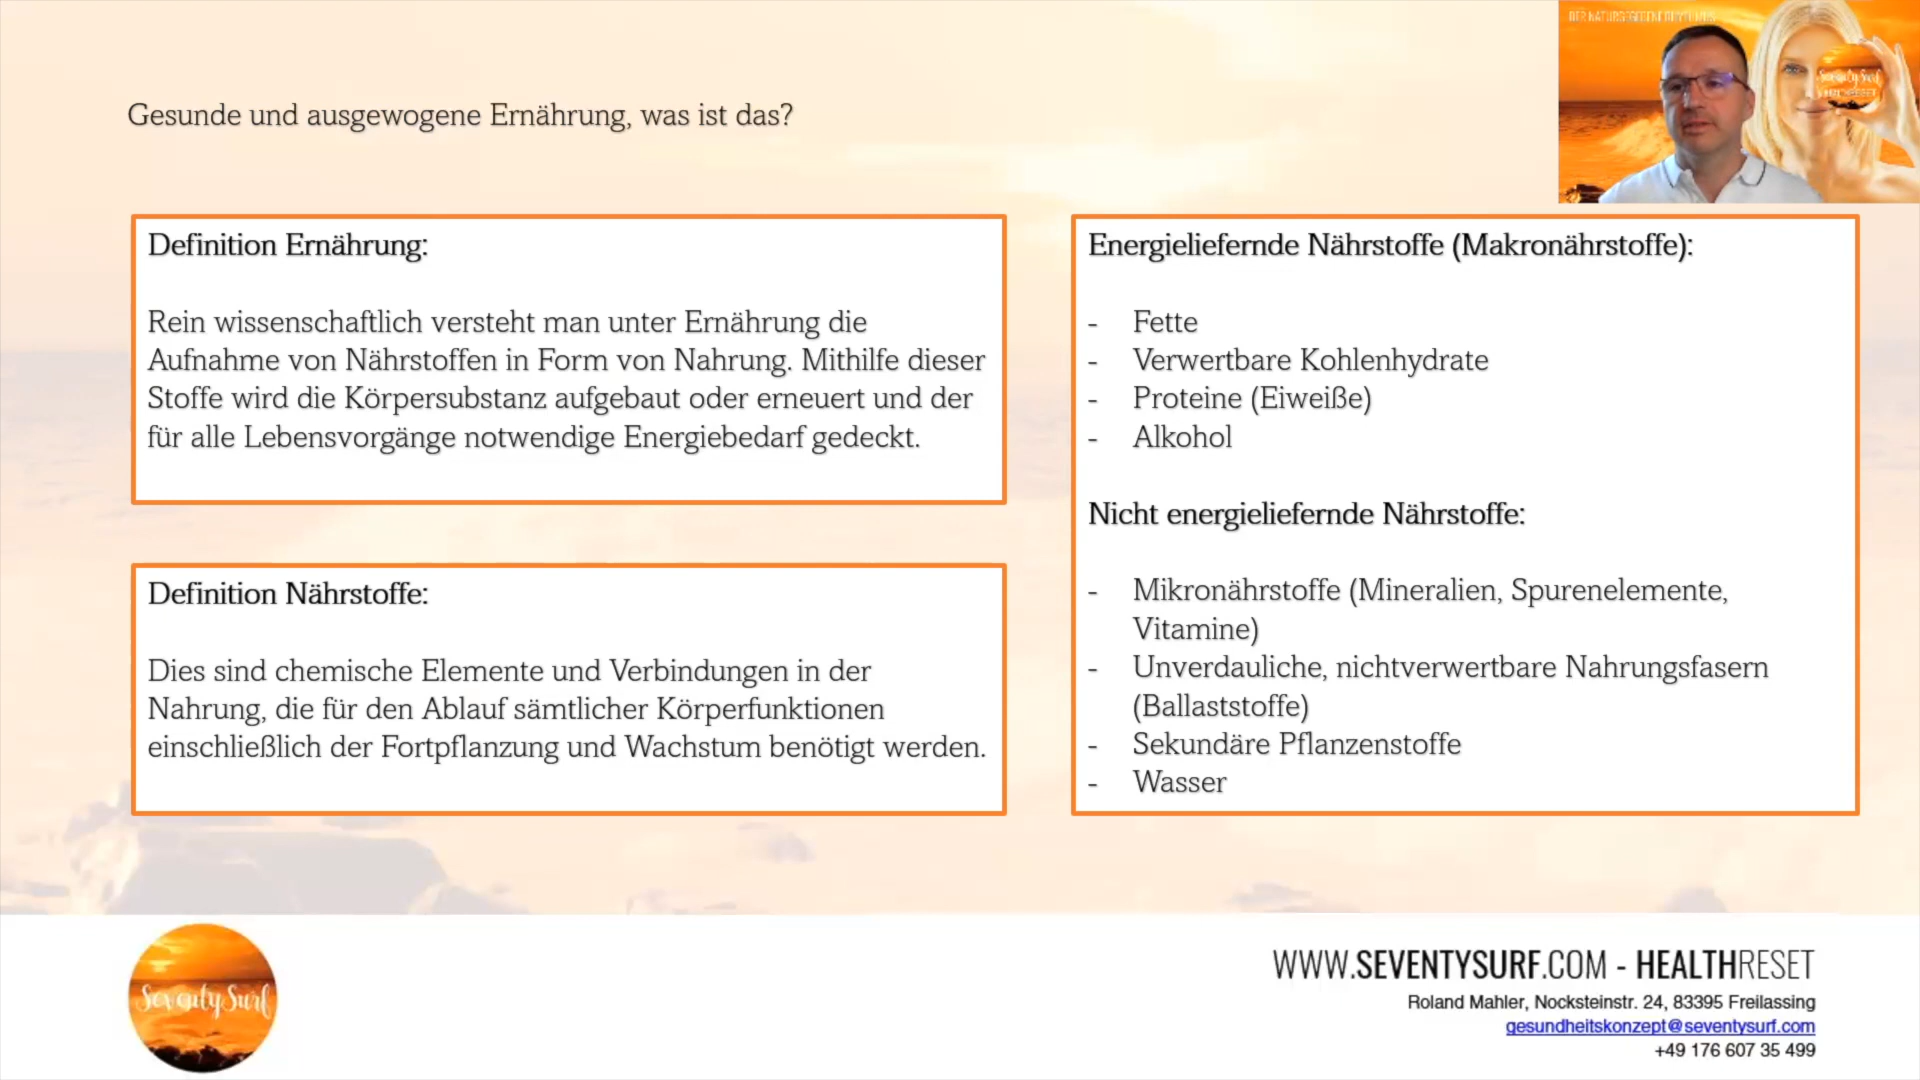 Gesunde und ausgewogene Ernährung, was ist das?
Definition Ernährung:
Rein wissenschaftlich versteht man unter Ernährung die
Aufnahme von Nährstoffen in Form von Nahrung. Mithilfe dieser
Stoffe wird die Körpersubstanz aufgebaut oder erneuert und der
für alle Lebensvorgänge notwendige Energiebedarf gedeckt.
Definition Nährstoffe:
Dies sind chemische Elemente und Verbindungen in der
Nahrung, die für den Ablauf sämtlicher Körperfunktionen
einschließlich der Fortpflanzung und Wachstum benötigt werden.
Energieliefernde Nährstoffe (Makronährstoffe):
- Fette
- Verwertbare Kohlenhydrate
- Proteine (Eiweiße)
- Alkohol
Nicht energieliefernde Nährstoffe:
- Mikronährstoffe (Mineralien, Spurenelemente,
Vitamine)
- Unverdauliche, nichtverwertbare Nahrungsfasern
(Ballaststoffe)
- Sekundäre Pflanzenstoffe
- Wasser
SeventySurf
WWW.SEVENTYSURF.COM - HEALTHRESET
Roland Mahler, Nocksteinstr. 24, 83395 Freilassing
gesundheitskonzept@seventysurf.com
+49 176 607 35 499